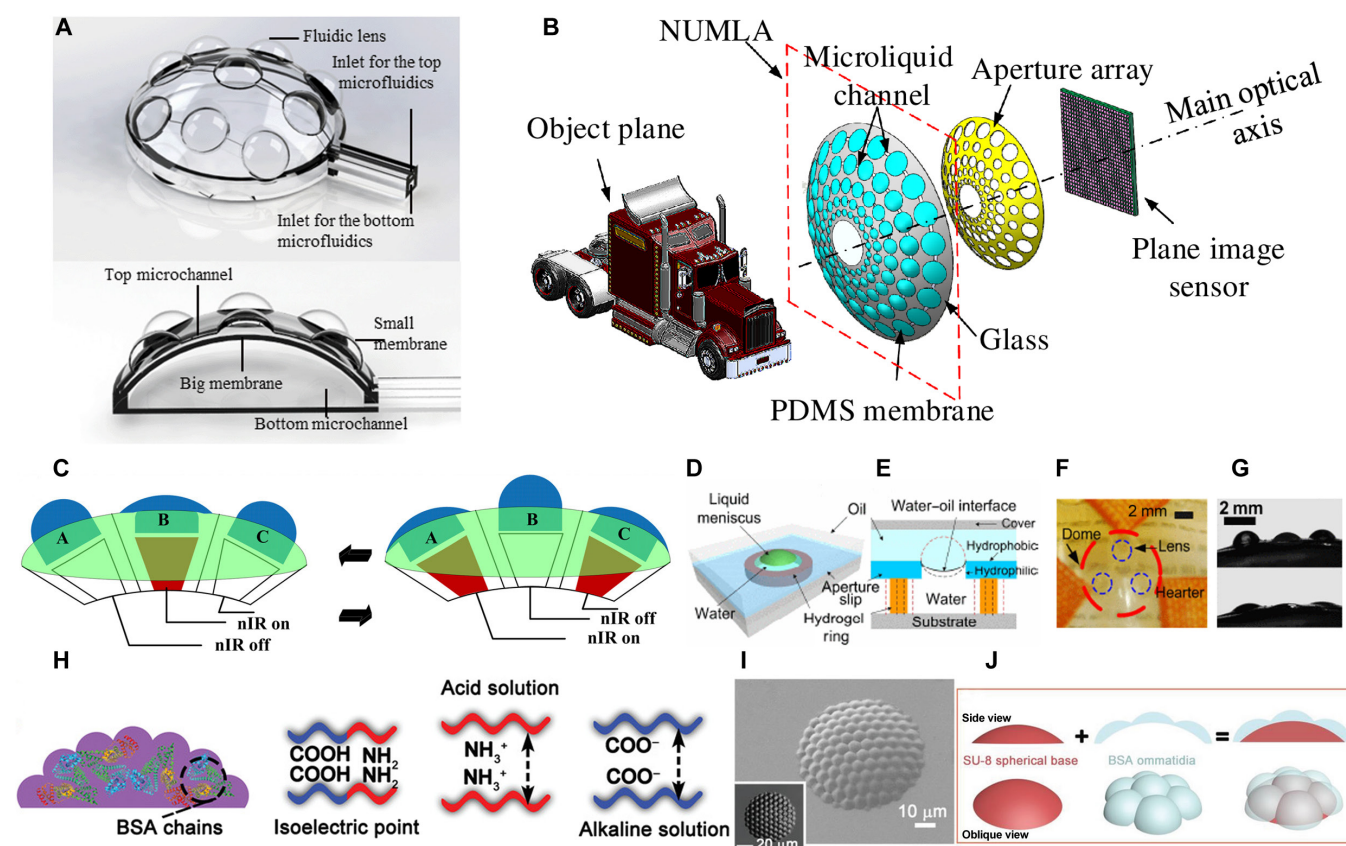 A
Fluidic lens
Inlet for the top
microfluidics
Inlet for the bottom
microfluidics
Top microchannel
Small
membrane
Big membrane
Bottom microchannel
B
NUMLA
Microliquid
channel
Aperture array
Main optical
axis
Object plane
Plane image
sensor
Glass
PDMS membrane
C
A
B
C
nIR on
nIR off
A
B
C
nIR off
nIR on
D
Liquid
meniscus
Oil
Water
Aperture
slip
Hydrogel
ring
E
Water-oil interface
Cover
Hydrophobic
Hydrophilic
Water
Substrate
F
2 mm
Dome
Lens
Hearter
G
2 mm
H
BSA chains
COOH NH2
COOH NH2
Isoelectric point
Acid solution
NH3+
NH3+
COO−
COO−
Alkaline solution
I
10 µm
20 µm
J
Side view
+
=
SU-8 spherical base
BSA ommatidia
Oblique view